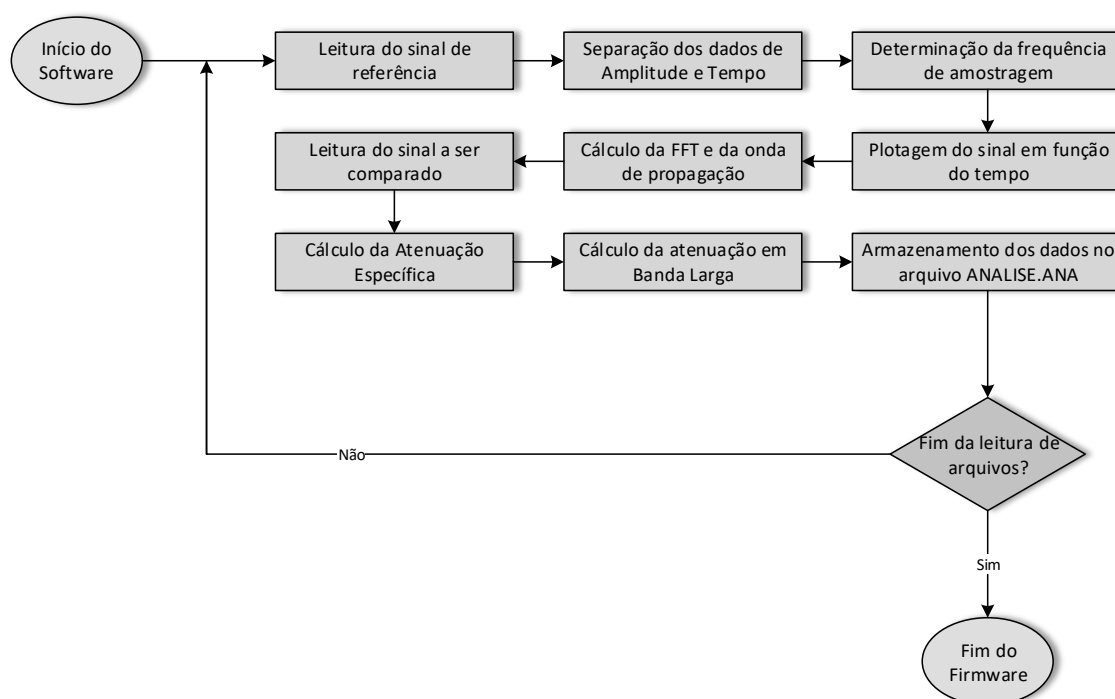 Início do
Software
Leitura do sinal de
referência
Separação dos dados de
Amplitude e Tempo
Determinação da frequência
de amostragem
Plotagem do sinal em função
do tempo
Cálculo da FFT e da onda
de propagação
Leitura do sinal a ser
comparado
Cálculo da Atenuação
Específica
Cálculo da atenuação em
Banda Larga
Armazenamento dos dados no
arquivo ANALISE.ANA
Fim da leitura de
arquivos?
Não
Sim
Fim do
Firmware